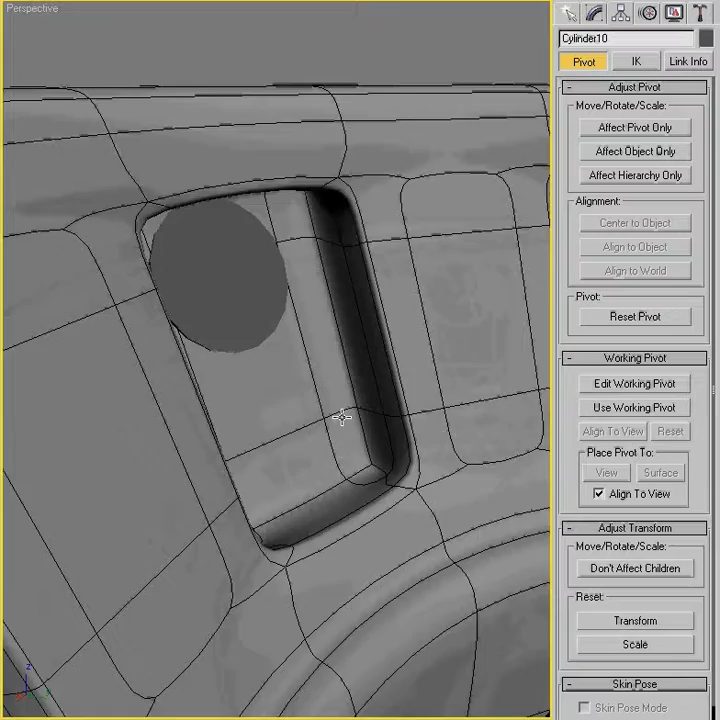 Perspective
Cylinder10
Pivot IK Link Info
- Adjust Pivot
Move/Rotate/Scale:
Affect Pivot Only
Affect Object Only
Affect Hierarchy Only
Alignment:
Center to Object
Align to Object
Align to World
Pivot:
Reset Pivot
- Working Pivot
Edit Working Pivot
Use Working Pivot
Align To View Reset
Place Pivot To:
View Surface
Align To View
- Adjust Transform
Move/Rotate/Scale:
Don't Affect Children
Reset:
Transform
Scale
- Skin Pose
Skin Pose Mode
z